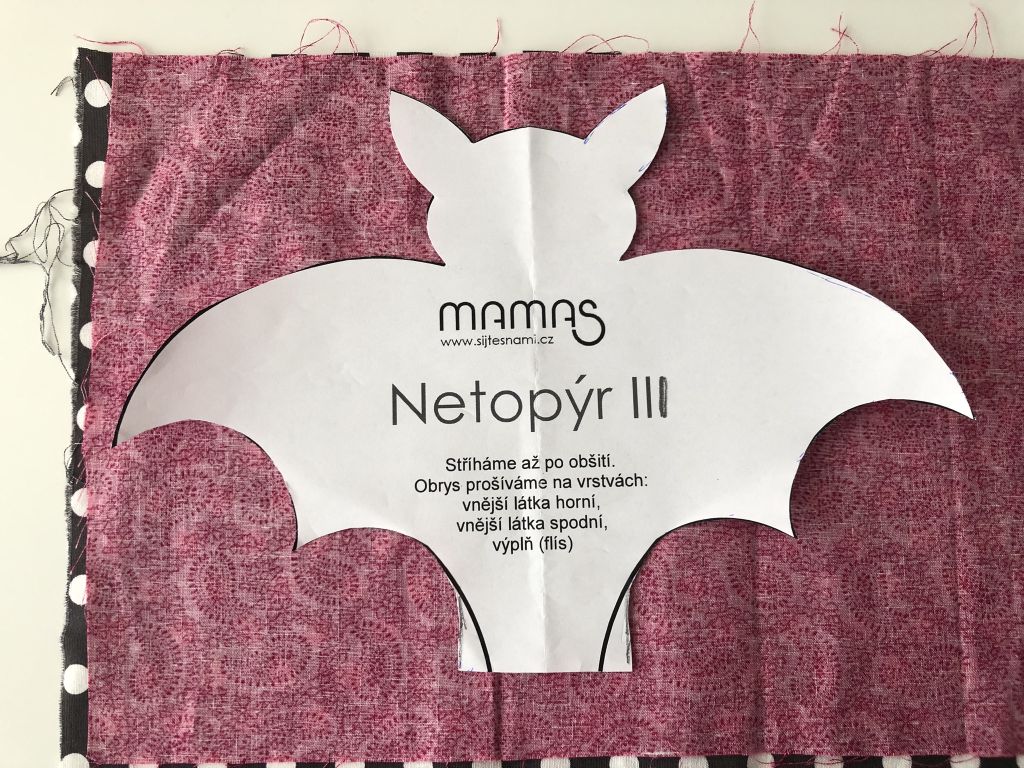 MAMAS
www.sijtesnami.cz
Netopýr III
Stříháme až po obšití.
Obrys prošíváme na vrstvách:
vnější látka horní,
vnější látka spodní,
výplň (flís)